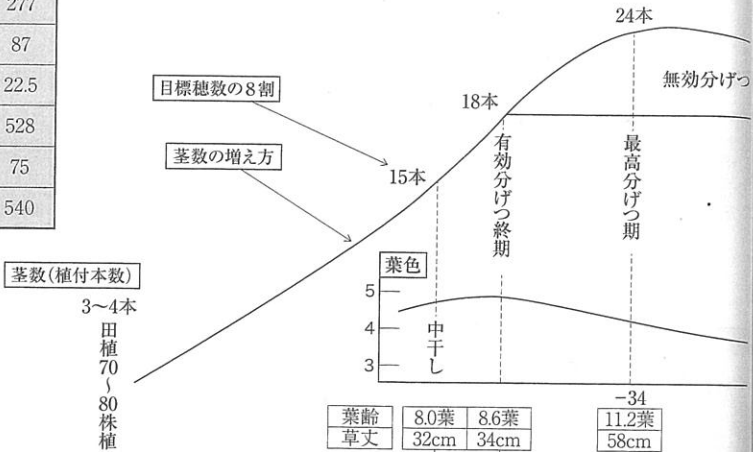 277
87
22.5
528
75
540
24本
無効分げつ
目標穂数の8割
18本
茎数の増え方
15本
有効分げつ終期
最高分げつ期
葉色
茎数(植付本数)
3〜4本
田植70〜80株植
5
4
3
中干し
-34
葉齢 8.0葉 8.6葉 11.2葉
草丈 32cm 34cm 58cm